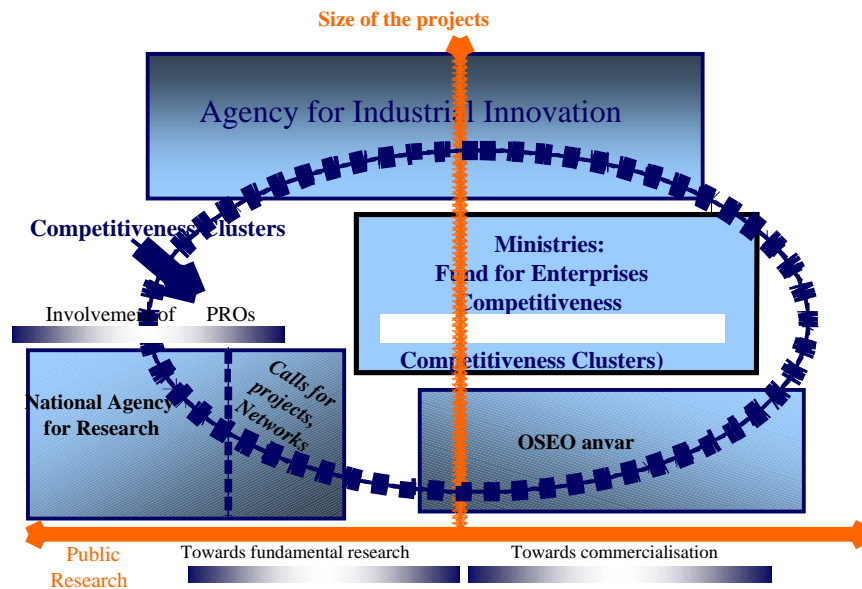 Size of the projects
Agency for Industrial Innovation
Competitiveness Clusters
Ministries:
Fund for Enterprises
Competitiveness
Competitiveness Clusters)
Involvement of PROs
National Agency
for Research
Calls for
projects,
Networks
OSEO anvar
Public
Research
Towards fundamental research
Towards commercialisation